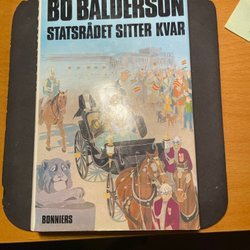 BO BALDERSON
STATSRÅDET SITTER KVAR
BONNIERS